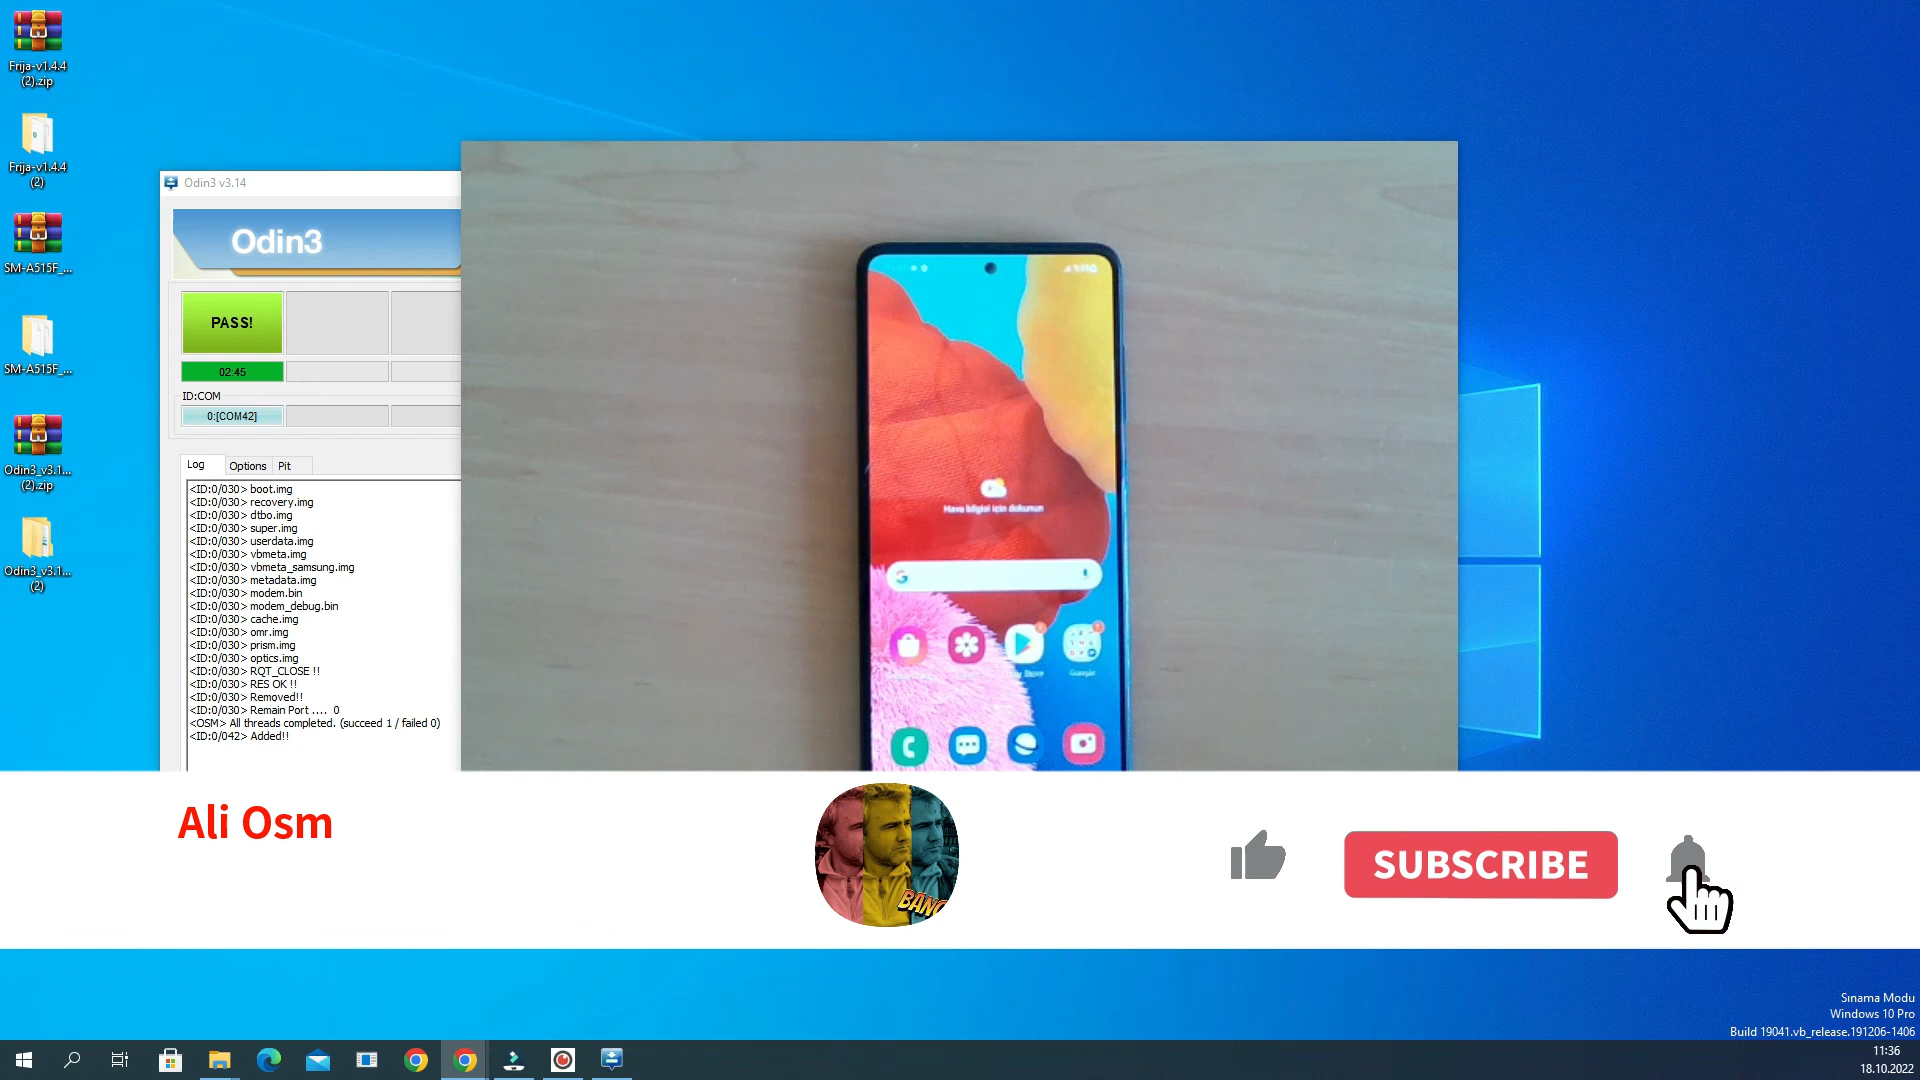 Frija-v1.4.4
(2).zip
Frija-v1.4.4
(2)
SM-A515F_...
SM-A515F_...
Odin3_v3.1...
(2).zip
Odin3_v3.1...
(2)
Odin3 v3.14
Odin3
PASS!
02:45
ID:COM
0:[COM42]
Log
Options
Pit
<ID:0/030> boot.img
<ID:0/030> recovery.img
<ID:0/030> dtbo.img
<ID:0/030> super.img
<ID:0/030> userdata.img
<ID:0/030> vbmeta.img
<ID:0/030> vbmeta_samsung.img
<ID:0/030> metadata.img
<ID:0/030> modem.bin
<ID:0/030> modem_debug.bin
<ID:0/030> cache.img
<ID:0/030> omr.img
<ID:0/030> prism.img
<ID:0/030> optics.img
<ID:0/030> RQT_CLOSE !!
<ID:0/030> RES OK !!
<ID:0/030> Removed!!
<ID:0/030> Remain Port ....  0
<OSM> All threads completed. (succeed 1 / failed 0)
<ID:0/042> Added!!
Hava bilgisi için dokunun
Store
Google
Ali Osm
BANG
SUBSCRIBE
Sınama Modu
Windows 10 Pro
Build 19041.vb_release.191206-1406
11:36
18.10.2022